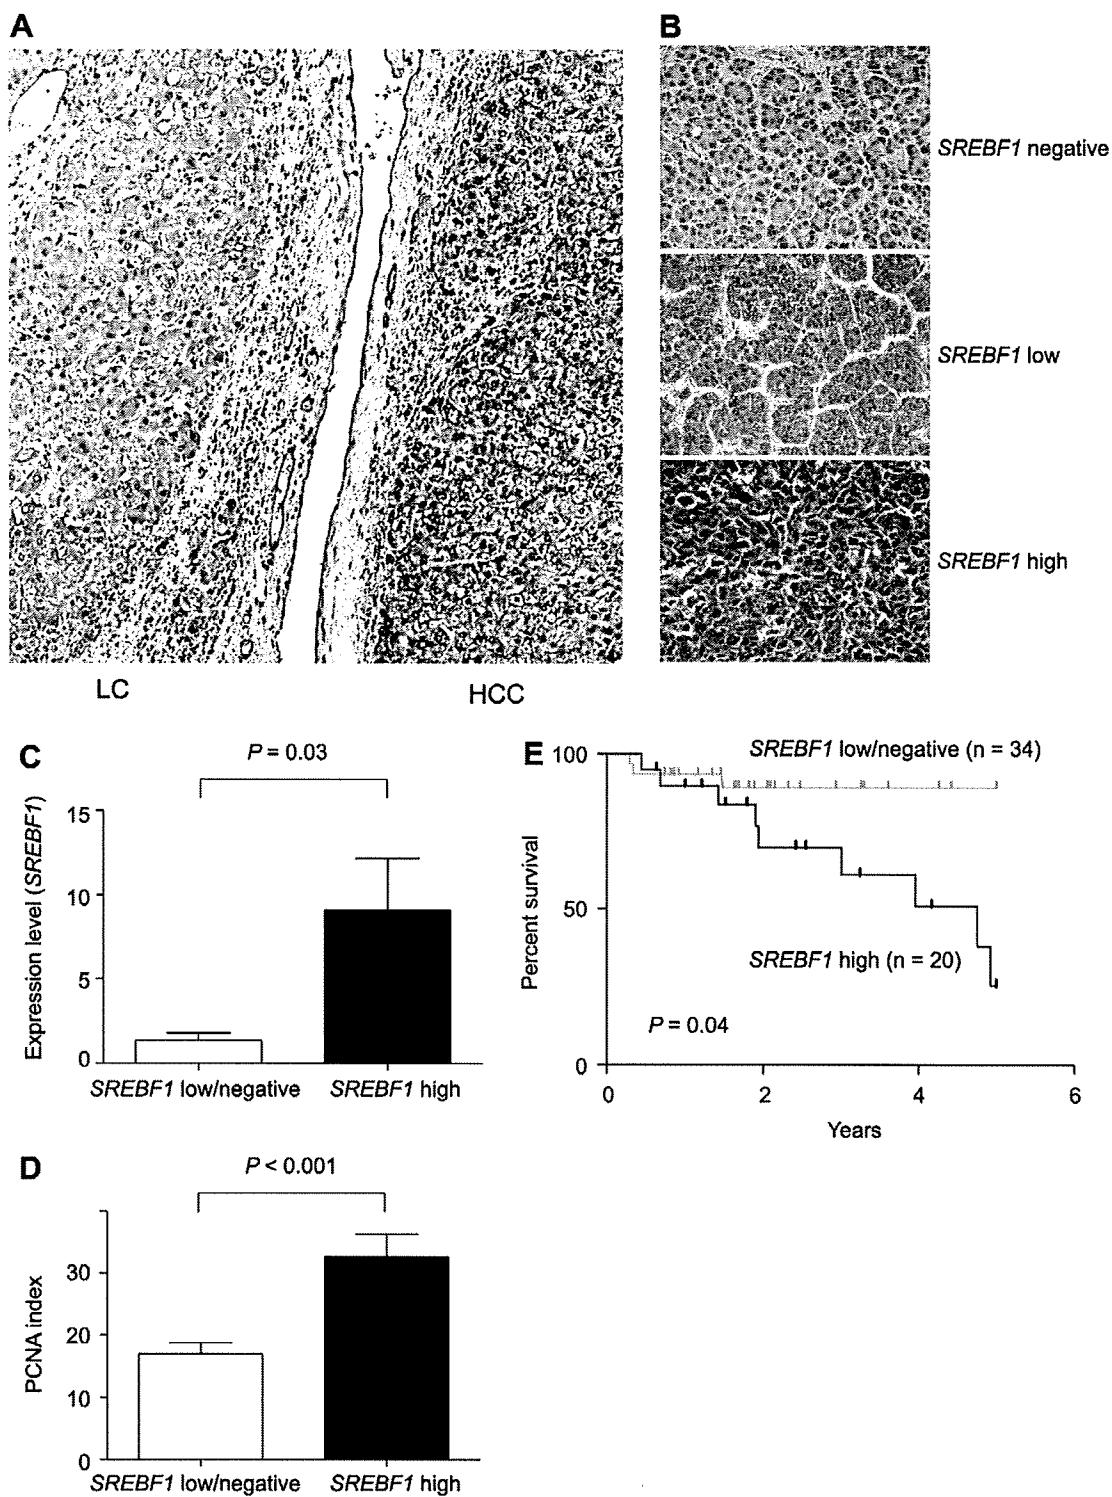 A
B
SREBF1 negative
SREBF1 low
SREBF1 high
LC
HCC
C
P = 0.03
Expression level (SREBF1)
15
10
5
0
SREBF1 low/negative
SREBF1 high
E
SREBF1 low/negative (n = 34)
100
Percent survival
50
SREBF1 high (n = 20)
P = 0.04
0
0
2
4
6
Years
D
P < 0.001
PCNA index
30
20
10
0
SREBF1 low/negative
SREBF1 high